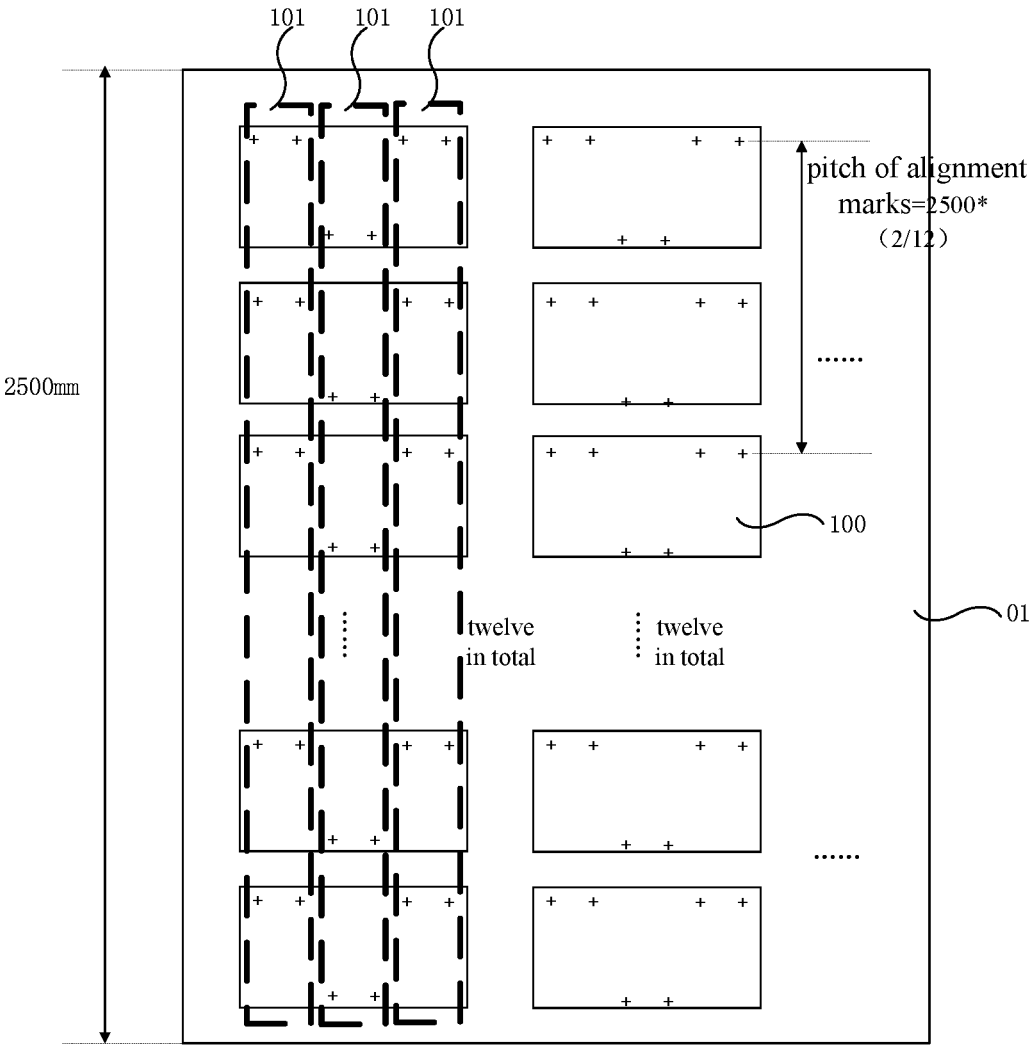 101
101
101
pitch of alignment
marks=2500*
（2/12）
……
2500mm
100
01
twelve
in total
twelve
in total
……